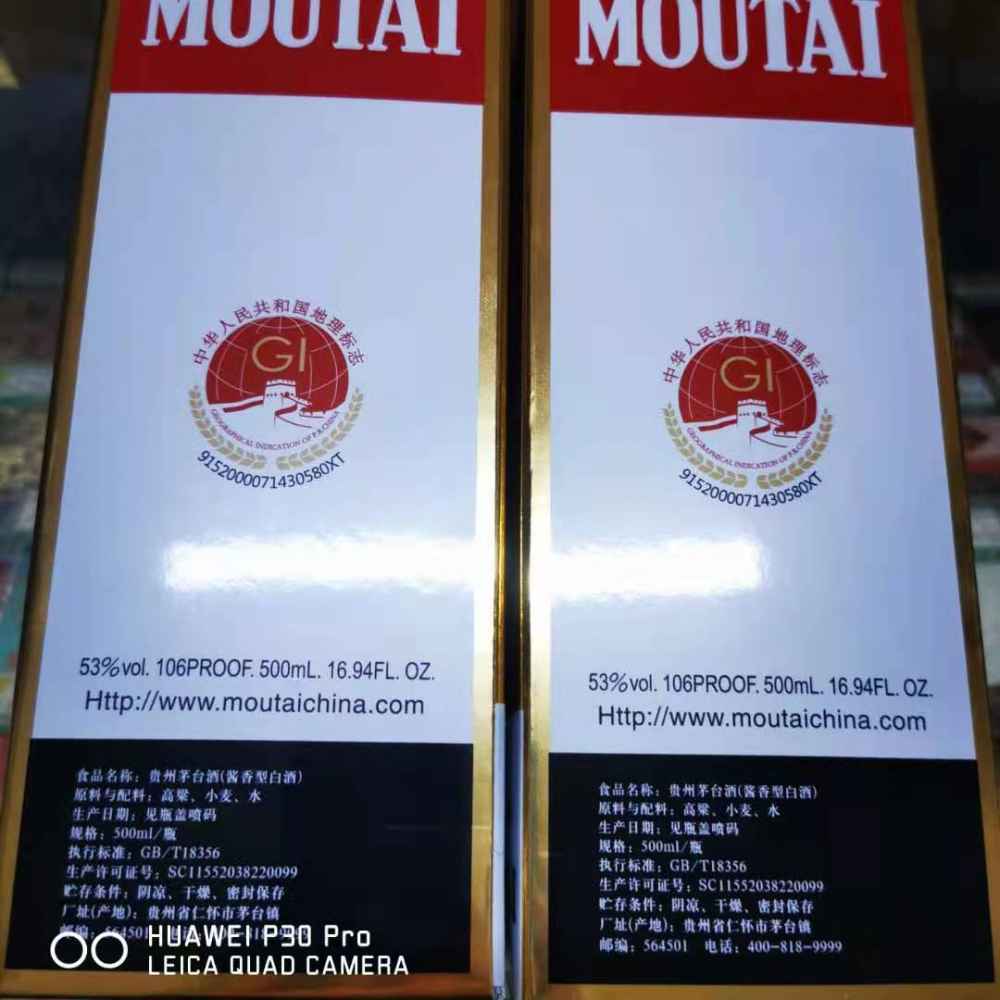 MOUTAI
中华人民共和国地理标志
GI
GEOGRAPHICAL INDICATION OF P.R.CHINA
91520000071430580XT
53%vol. 106PROOF. 500mL. 16.94FL. OZ.
Http://www.moutaichina.com
食品名称：贵州茅台酒(酱香型白酒)
原料与配料：高粱、小麦、水
生产日期：见瓶盖喷码
规格：500ml/瓶
执行标准：GB/T18356
生产许可证号：SC11552038220099
贮存条件：阴凉、干燥、密封保存
厂址(产地)：贵州省仁怀市茅台镇
邮编：564501
HUAWEI P30 Pro
LEICA QUAD CAMERA
MOUTAI
中华人民共和国地理标志
GI
GEOGRAPHICAL INDICATION OF P.R.CHINA
91520000071430580XT
53%vol. 106PROOF. 500mL. 16.94FL. OZ.
Http://www.moutaichina.com
食品名称：贵州茅台酒(酱香型白酒)
原料与配料：高粱、小麦、水
生产日期：见瓶盖喷码
规格：500ml/瓶
执行标准：GB/T18356
生产许可证号：SC11552038220099
贮存条件：阴凉、干燥、密封保存
厂址(产地)：贵州省仁怀市茅台镇
邮编：564501 电话：400-818-9999